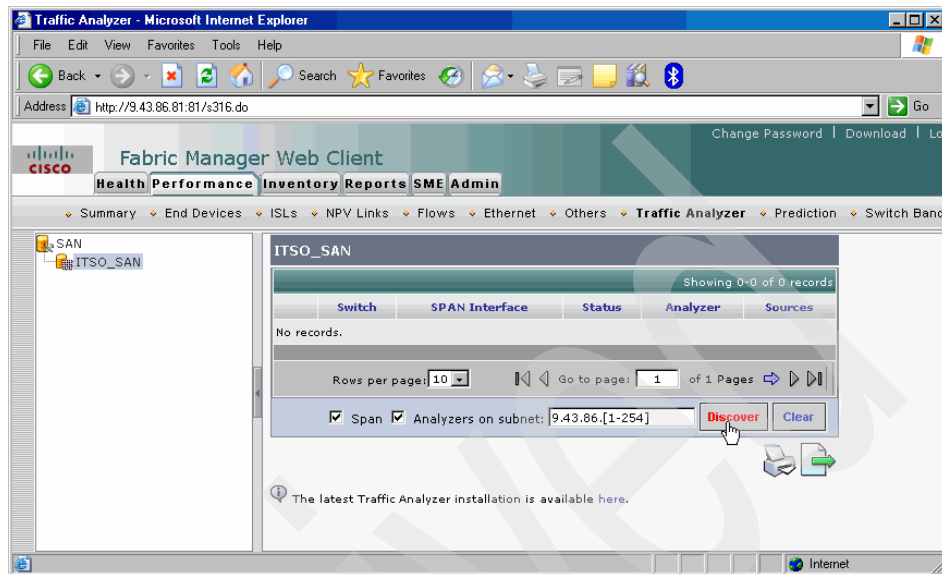 Traffic Analyzer - Microsoft Internet Explorer
File Edit View Favorites Tools Help
Back Search Favorites
Address http://9.43.86.81:81/s316.do Go
Change Password | Download | Lo
CISCO Fabric Manager Web Client
Health Performance Inventory Reports SME Admin
Summary End Devices ISLs NPV Links Flows Ethernet Others Traffic Analyzer Prediction Switch Band
SAN
ITSO_SAN
ITSO_SAN
Showing 0-0 of 0 records
Switch SPAN Interface Status Analyzer Sources
No records.
Rows per page: 10 Go to page: 1 of 1 Pages
Span Analyzers on subnet: 9.43.86.[1-254] Discover Clear
The latest Traffic Analyzer installation is available here.
Internet